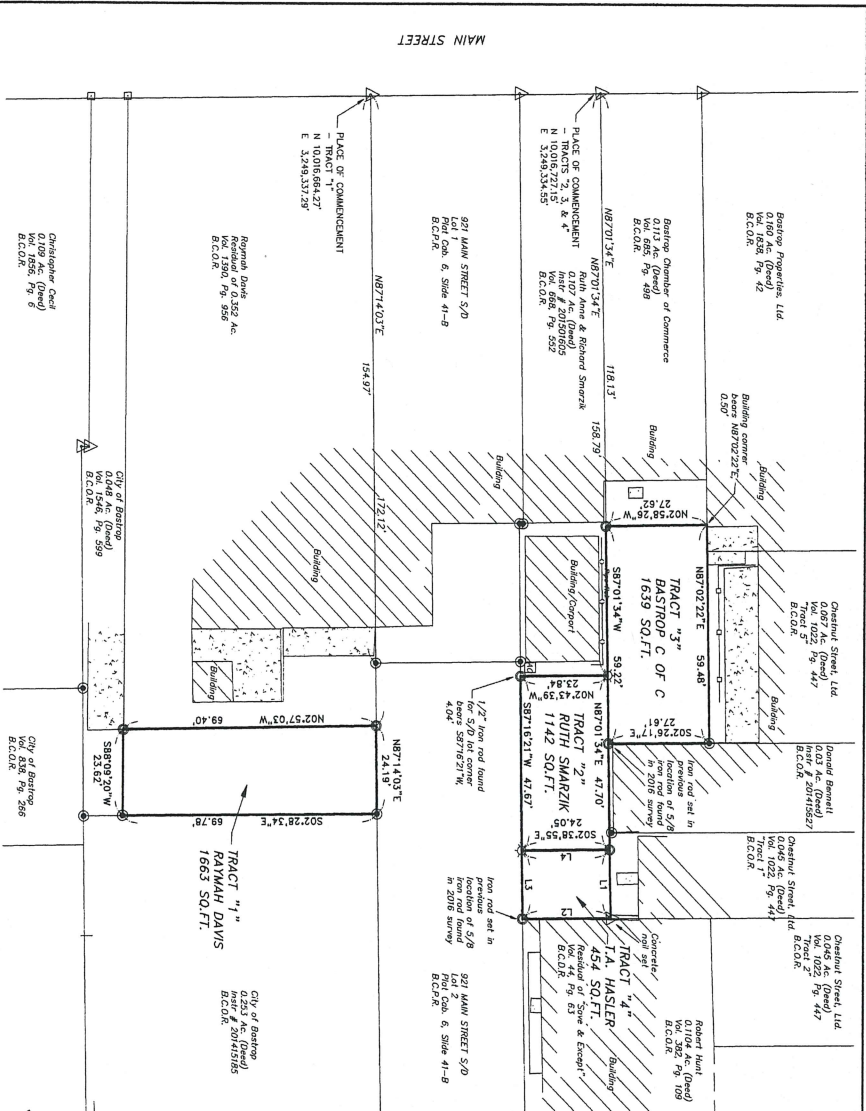 MAIN STREET
PLACE OF COMMENCEMENT
- TRACT "1"
N 10,016,664.27'
E 3,249,337.29'
PLACE OF COMMENCEMENT
- TRACTS "2, 3, & 4"
N 10,016,727.15'
E 3,249,334.55'
Bastrop Properties, Ltd.
0.160 Ac. (Deed)
Vol. 1838, Pg. 42
B.C.O.R.
Bastrop Chamber of Commerce
0.113 Ac. (Deed)
Vol. 685, Pg. 498
B.C.O.R.
N87°01'34"E
118.13'
N87°01'34"E
158.79'
Ruth Anne & Richard Smarzik
0.107 Ac. (Deed)
Instr # 201501605
Vol. 668, Pg. 552
B.C.O.R.
921 MAIN STREET S/D
Lot 1
Plat Cab. 6, Slide 41-B
B.C.P.R.
N87°14'03"E
154.97'
172.12'
Raymah Davis
Residual of 0.352 Ac.
Vol. 1390, Pg. 956
B.C.O.R.
Christopher Cecil
0.109 Ac. (Deed)
Vol. 1856, Pg. 6
B.C.O.R.
City of Bastrop
0.048 Ac. (Deed)
Vol. 1546, Pg. 599
B.C.O.R.
Building corner
bears N87°02'22"E,
0.50'
Building
Building
Building
Building
Building
Building
Building/Carport
N02°58'26"W
27.62'
N87°02'22"E 59.48'
TRACT "3"
BASTROP C OF C
1639 SQ.FT.
S02°26'17"E
27.61'
S87°01'34"W 59.22'
Chestnut Street, Ltd.
0.067 Ac. (Deed)
Vol. 1022, Pg. 447
"Tract 5"
B.C.O.R.
Donald Bennett
0.03 Ac. (Deed)
Instr # 201415627
B.C.O.R.
Chestnut Street, Ltd.
0.045 Ac. (Deed)
Vol. 1022, Pg. 447
"Tract 1"
B.C.O.R.
Chestnut Street, Ltd.
0.045 Ac. (Deed)
Vol. 1022, Pg. 447
"Tract 2"
B.C.O.R.
Robert Hunt
0.1104 Ac. (Deed)
Vol. 382, Pg. 109
B.C.O.R.
Iron rod set in
previous
location of 5/8
iron rod found
in 2016 survey
N02°43'39"W
23.84'
N87°01'34"E 47.70'
TRACT "2"
RUTH SMARZIK
1142 SQ.FT.
S02°38'55"E
24.05'
S87°16'21"W 47.67'
1/2" Iron rod found
for S/D lot corner
bears S87°16'21"W,
4.04'
L1
L2
L3
L4
Concrete
nail set
TRACT "4"
T.A. HASLER
454 SQ.FT.
Residual of "Save & Except"
Vol. 44, Pg. 63
B.C.D.R.
Building
Iron rod set in
previous
location of 5/8
iron rod found
in 2016 survey
921 MAIN STREET S/D
Lot 2
Plat Cab. 6, Slide 41-B
B.C.P.R.
N02°57'03"W
69.40'
N87°14'03"E
24.19'
S02°28'34"E
69.78'
S88°09'20"W
23.62'
TRACT "1"
RAYMAH DAVIS
1663 SQ.FT.
City of Bastrop
0.253 Ac. (Deed)
Instr # 201415185
B.C.O.R.
City of Bastrop
Vol. 838, Pg. 266
B.C.O.R.